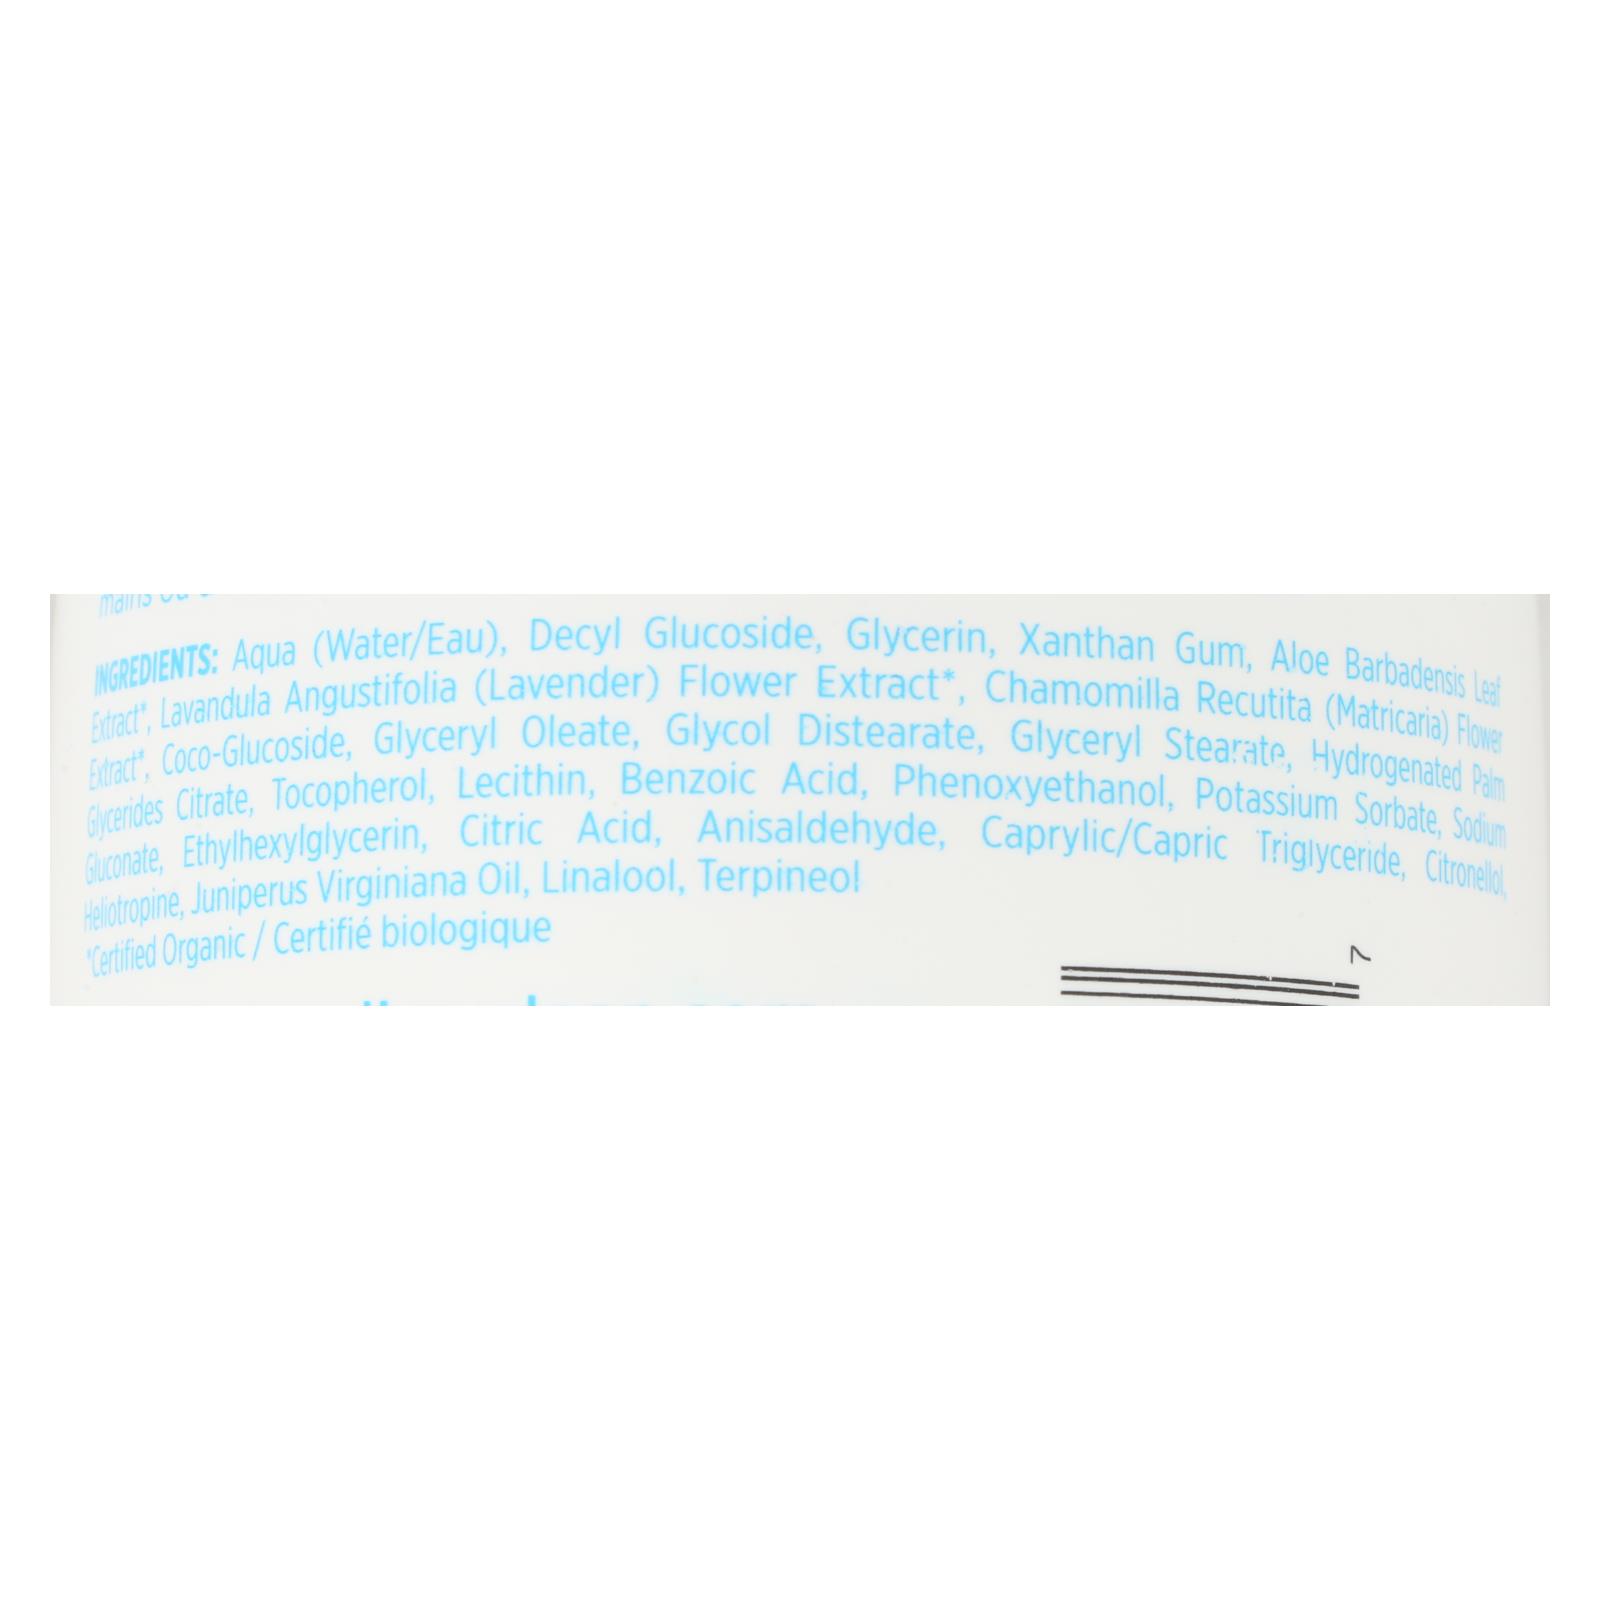 mains ou
INGREDIENTS: Aqua (Water/Eau), Decyl Glucoside, Glycerin, Xanthan Gum, Aloe Barbadensis Leaf
Extract*, Lavandula Angustifolia (Lavender) Flower Extract*, Chamomilla Recutita (Matricaria) Flower
Extract*, Coco-Glucoside, Glyceryl Oleate, Glycol Distearate, Glyceryl Stearate, Hydrogenated Palm
Glycerides Citrate, Tocopherol, Lecithin, Benzoic Acid, Phenoxyethanol, Potassium Sorbate, Sodium
Gluconate, Ethylhexylglycerin, Citric Acid, Anisaldehyde, Caprylic/Capric Triglyceride, Citronellol,
Heliotropine, Juniperus Virginiana Oil, Linalool, Terpineol
*Certified Organic / Certifié biologique
7